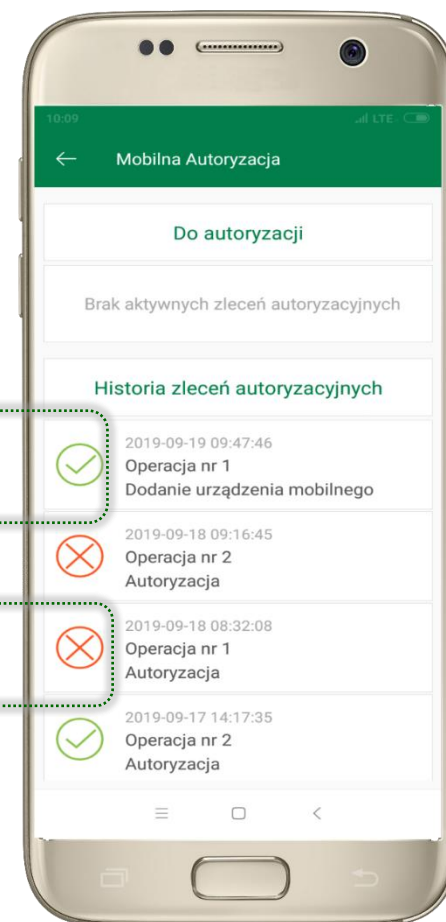 10:09 LTE
Mobilna Autoryzacja
Do autoryzacji
Brak aktywnych zleceń autoryzacyjnych
Historia zleceń autoryzacyjnych
2019-09-19 09:47:46
Operacja nr 1
Dodanie urządzenia mobilnego
2019-09-18 09:16:45
Operacja nr 2
Autoryzacja
2019-09-18 08:32:08
Operacja nr 1
Autoryzacja
2019-09-17 14:17:35
Operacja nr 2
Autoryzacja